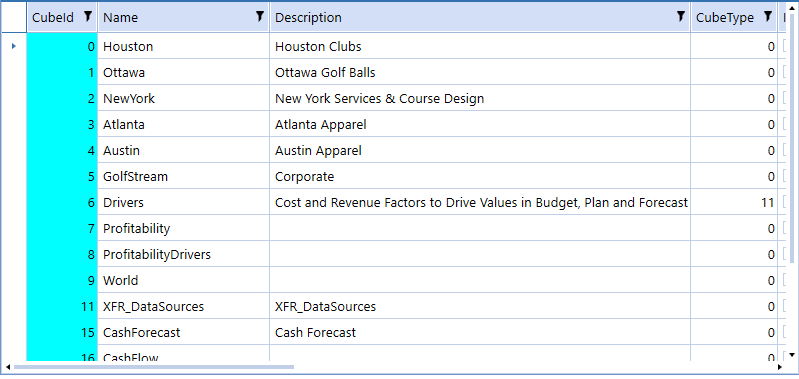 CubeId Name Description CubeType
0 Houston Houston Clubs 0
1 Ottawa Ottawa Golf Balls 0
2 NewYork New York Services & Course Design 0
3 Atlanta Atlanta Apparel 0
4 Austin Austin Apparel 0
5 GolfStream Corporate 0
6 Drivers Cost and Revenue Factors to Drive Values in Budget, Plan and Forecast 11
7 Profitability 0
8 ProfitabilityDrivers 0
9 World 0
11 XFR_DataSources XFR_DataSources 0
15 CashForecast Cash Forecast 0
16 CashFlow 0